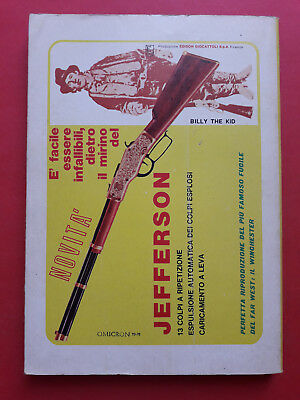 Produzione EDISON GIOCATTOLI S.p.A. Firenze
BILLY THE KID
E' facile
essere
infallibili,
dietro
il mirino
del
NOVITA'
JEFFERSON
13 COLPI A RIPETIZIONE
ESPULSIONE AUTOMATICA DEI COLPI ESPLOSI
CARICAMENTO A LEVA
PERFETTA RIPRODUZIONE DEL PIÙ FAMOSO FUCILE
DEL FAR WEST: IL WINCHESTER
OMICRON